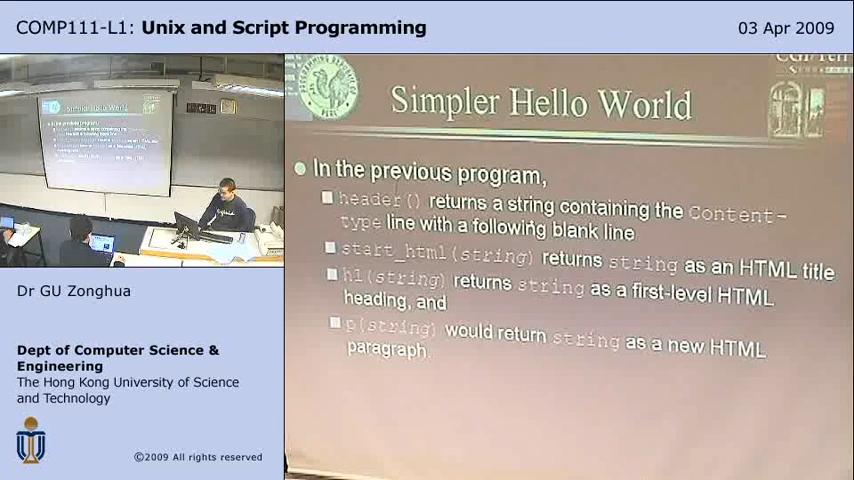 COMP111-L1: Unix and Script Programming
03 Apr 2009
Simpler Hello World
In the previous program,
header() returns a string containing the Content-
type line with a following blank line
start_html(string) returns string as an HTML title
h1(string) returns string as a first-level HTML
heading, and
p(string) would return string as a new HTML
paragraph.
Dr GU Zonghua
Dept of Computer Science &
Engineering
The Hong Kong University of Science
and Technology
©2009 All rights reserved